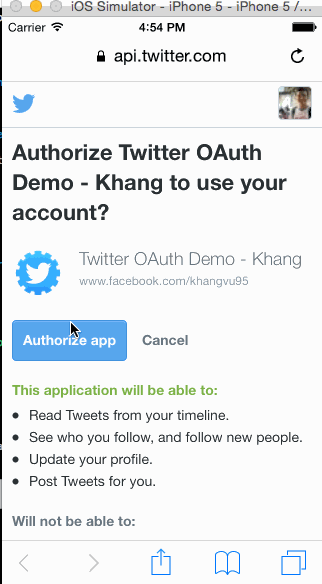 iOS Simulator - iPhone 5 - iPhone 5 /...
Carrier 4:54 PM
api.twitter.com
Authorize Twitter OAuth
Demo - Khang to use your
account?
Twitter OAuth Demo - Khang
www.facebook.com/khangvu95
Authorize app Cancel
This application will be able to:
• Read Tweets from your timeline.
• See who you follow, and follow new people.
• Update your profile.
• Post Tweets for you.
Will not be able to: